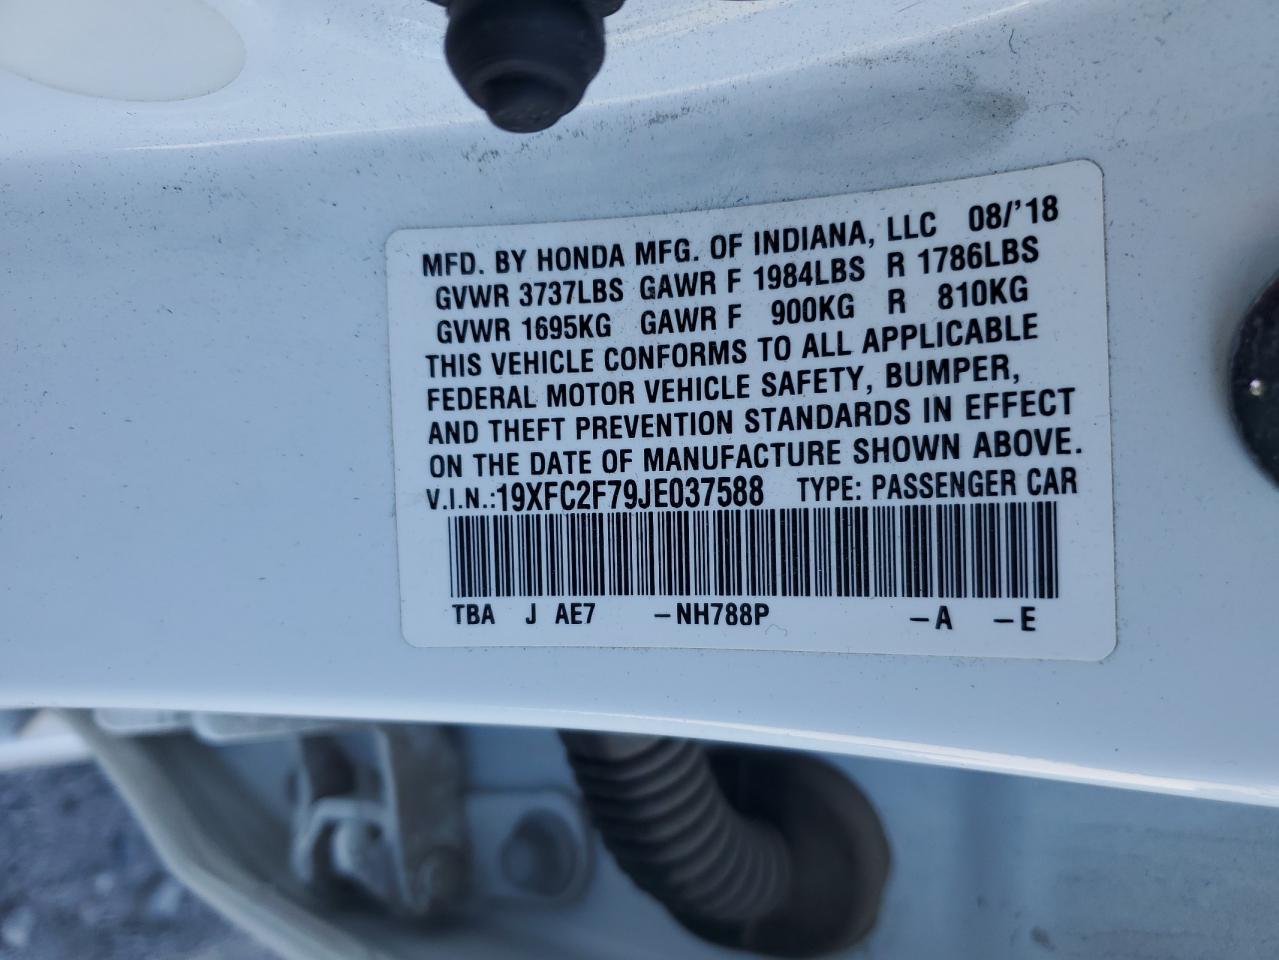 MFD. BY HONDA MFG. OF INDIANA, LLC 08/'18
GVWR 3737LBS GAWR F 1984LBS R 1786LBS
GVWR 1695KG GAWR F 900KG R 810KG
THIS VEHICLE CONFORMS TO ALL APPLICABLE
FEDERAL MOTOR VEHICLE SAFETY, BUMPER,
AND THEFT PREVENTION STANDARDS IN EFFECT
ON THE DATE OF MANUFACTURE SHOWN ABOVE.
V.I.N.:19XFC2F79JE037588 TYPE: PASSENGER CAR
TBA J AE7 –NH788P –A –E